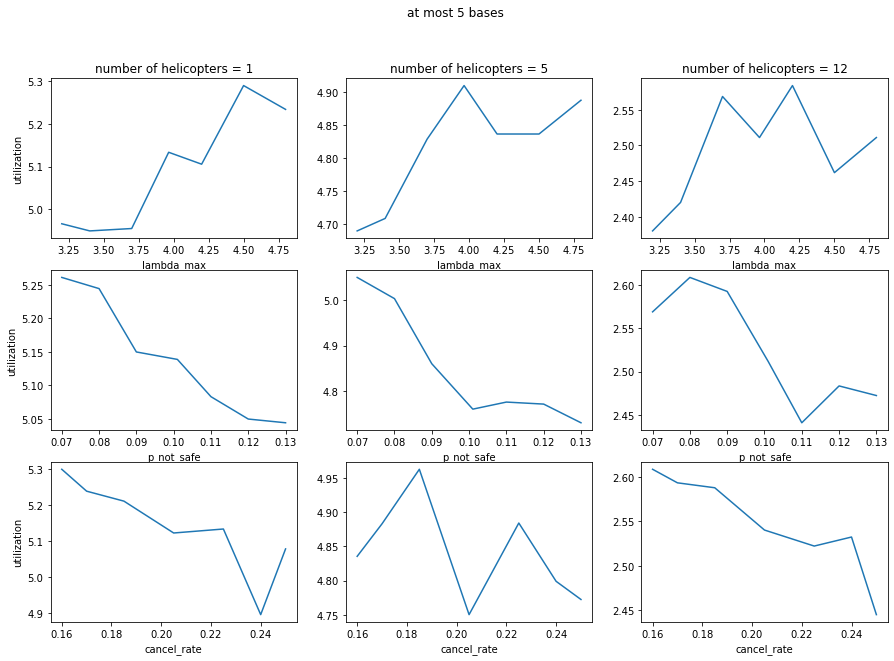 at most 5 bases
number of helicopters = 1
number of helicopters = 5
number of helicopters = 12
5.3
5.2
5.1
5.0
utilization
3.25 3.50 3.75 4.00 4.25 4.50 4.75
lambda_max
4.90
4.85
4.80
4.75
4.70
3.25 3.50 3.75 4.00 4.25 4.50 4.75
lambda_max
2.55
2.50
2.45
2.40
3.25 3.50 3.75 4.00 4.25 4.50 4.75
lambda_max
5.25
5.20
5.15
5.10
5.05
utilization
0.07 0.08 0.09 0.10 0.11 0.12 0.13
p_not_safe
5.0
4.9
4.8
0.07 0.08 0.09 0.10 0.11 0.12 0.13
p_not_safe
2.60
2.55
2.50
2.45
0.07 0.08 0.09 0.10 0.11 0.12 0.13
p_not_safe
5.3
5.2
5.1
5.0
4.9
utilization
0.16 0.18 0.20 0.22 0.24
cancel_rate
4.95
4.90
4.85
4.80
4.75
0.16 0.18 0.20 0.22 0.24
cancel_rate
2.60
2.55
2.50
2.45
0.16 0.18 0.20 0.22 0.24
cancel_rate